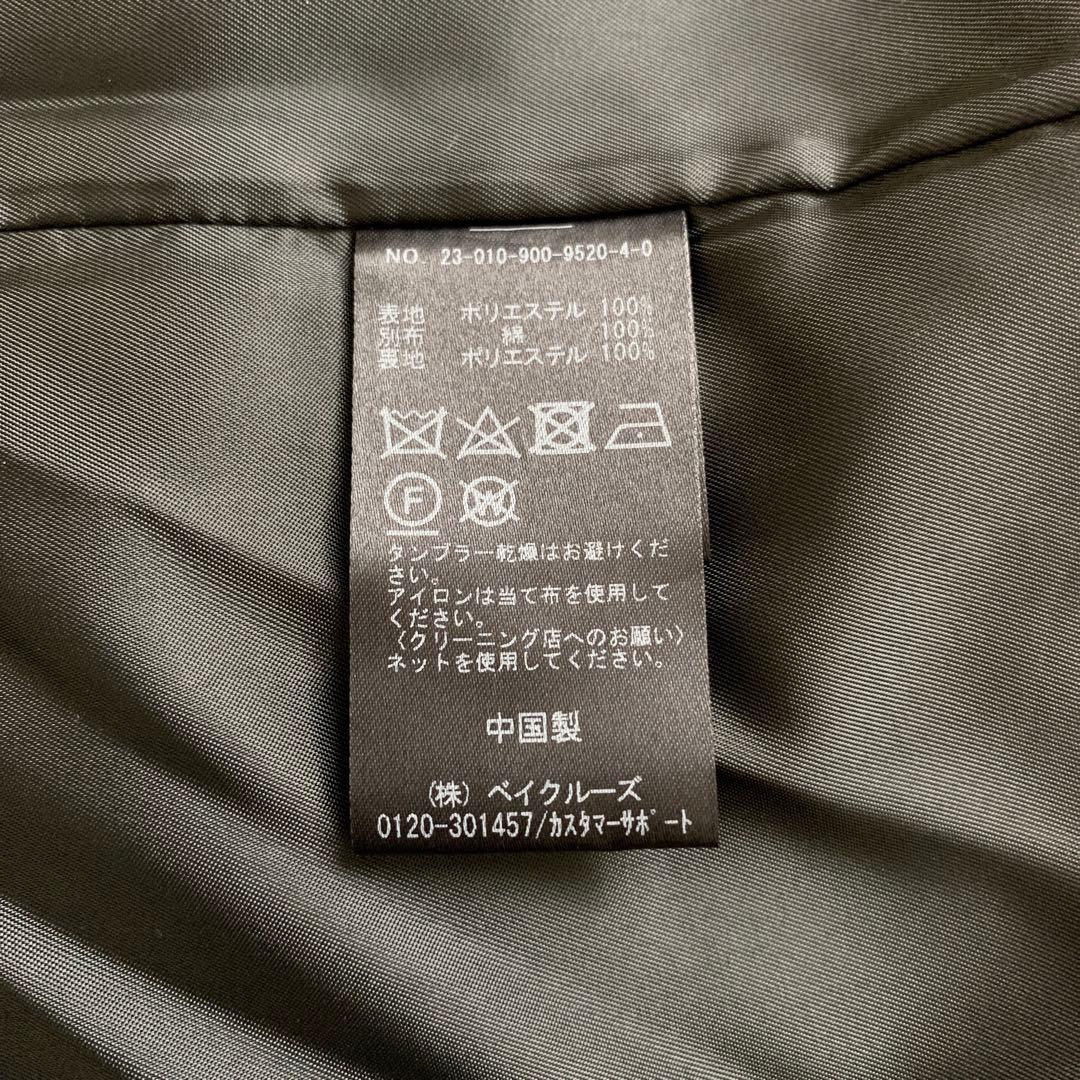 NO. 23-010-900-9520-4-0
表地 ポリエステル 100%
別布 綿 100%
裏地 ポリエステル 100%
F W
タンブラー乾燥はお避けくだ
さい。
アイロンは当て布を使用して
ください。
〈クリーニング店へのお願い〉
ネットを使用してください。
中国製
(株) ベイクルーズ
0120-301457/ｶｽﾀﾏｰｻﾎﾟｰﾄ